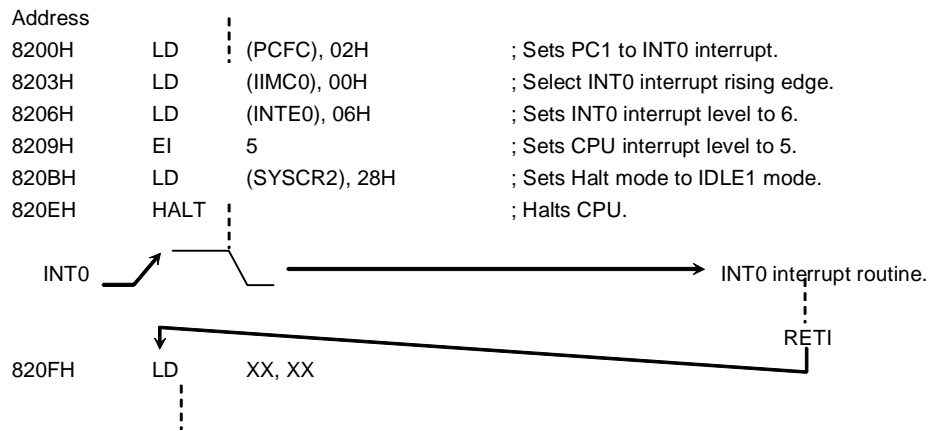 Address
8200H LD (PCFC), 02H ; Sets PC1 to INT0 interrupt.
8203H LD (IIMC0), 00H ; Select INT0 interrupt rising edge.
8206H LD (INTE0), 06H ; Sets INT0 interrupt level to 6.
8209H EI 5 ; Sets CPU interrupt level to 5.
820BH LD (SYSCR2), 28H ; Sets Halt mode to IDLE1 mode.
820EH HALT ; Halts CPU.
INT0 INT0 interrupt routine.
RETI
820FH LD XX, XX